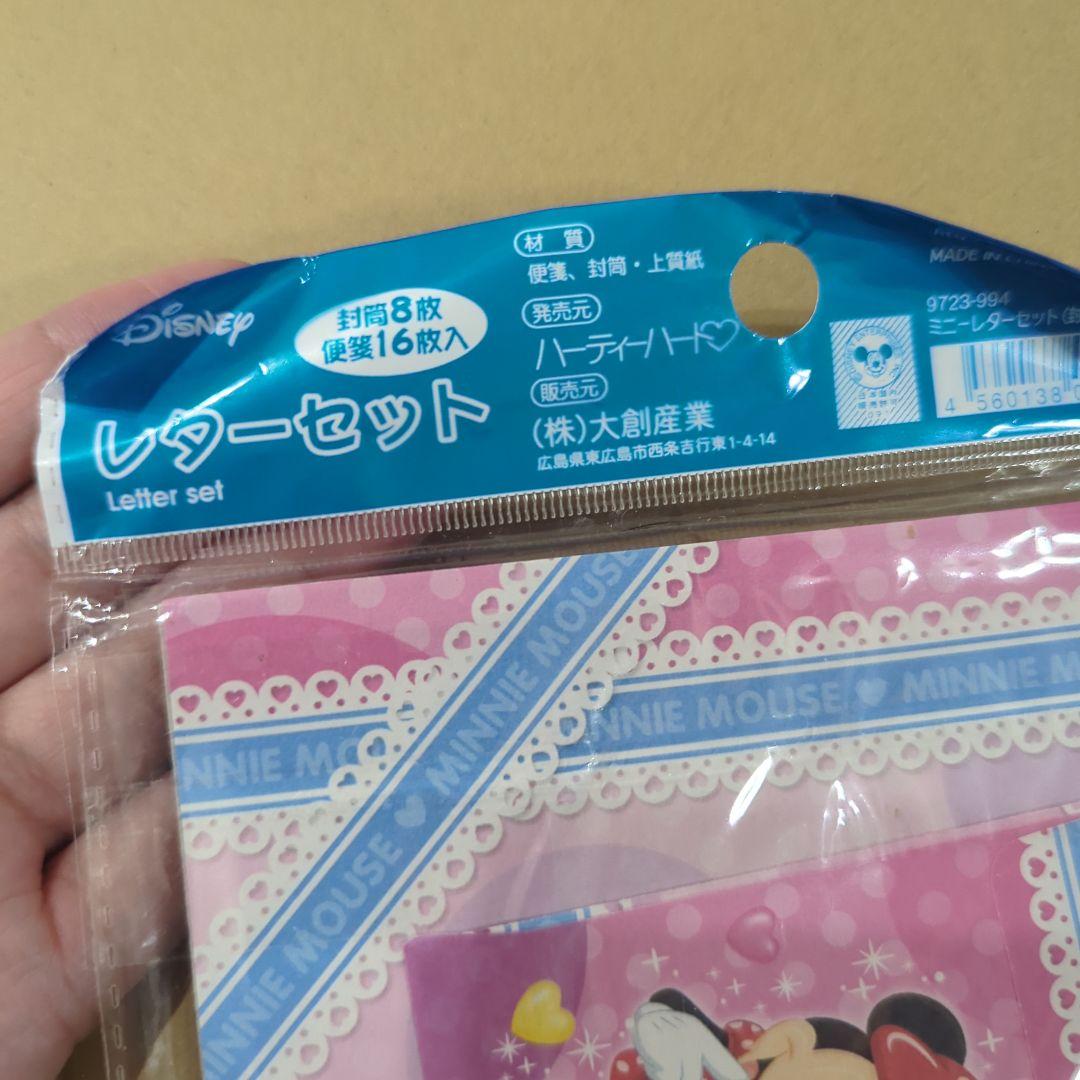 DISNEY
封筒8枚
便箋16枚入
レターセット
Letter set
材質
便箋、封筒・上質紙
発売元
ハーティーハート
販売元
(株)大創産業
広島県東広島市西条吉行東1-4-14
MADE IN
9723-994
ミニーレターセット(封
4 560138
MINNIE MOUSE
NNIE MOUSE MINNIE M
NNIE MO
MINNIE MOUSE